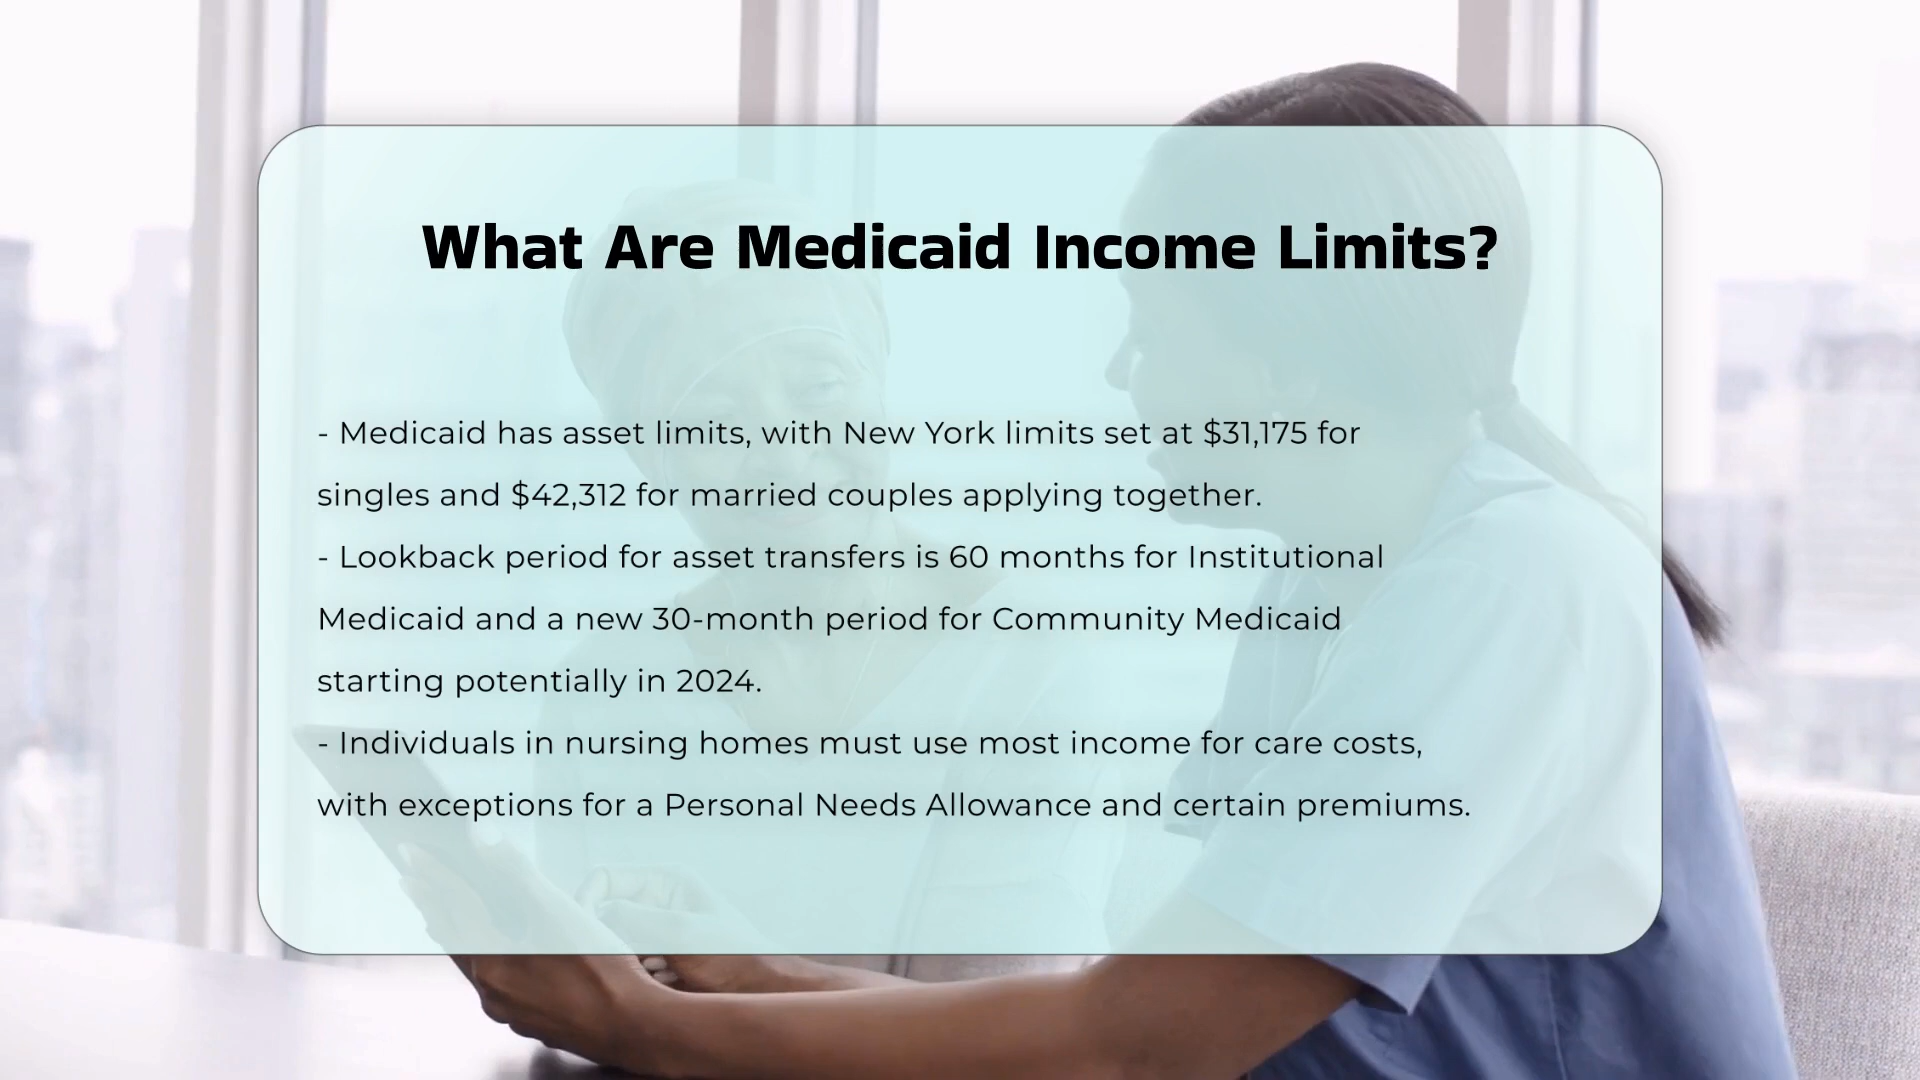 What Are Medicaid Income Limits?
- Medicaid has asset limits, with New York limits set at $31,175 for
singles and $42,312 for married couples applying together.
- Lookback period for asset transfers is 60 months for Institutional
Medicaid and a new 30-month period for Community Medicaid
starting potentially in 2024.
- Individuals in nursing homes must use most income for care costs,
with exceptions for a Personal Needs Allowance and certain premiums.